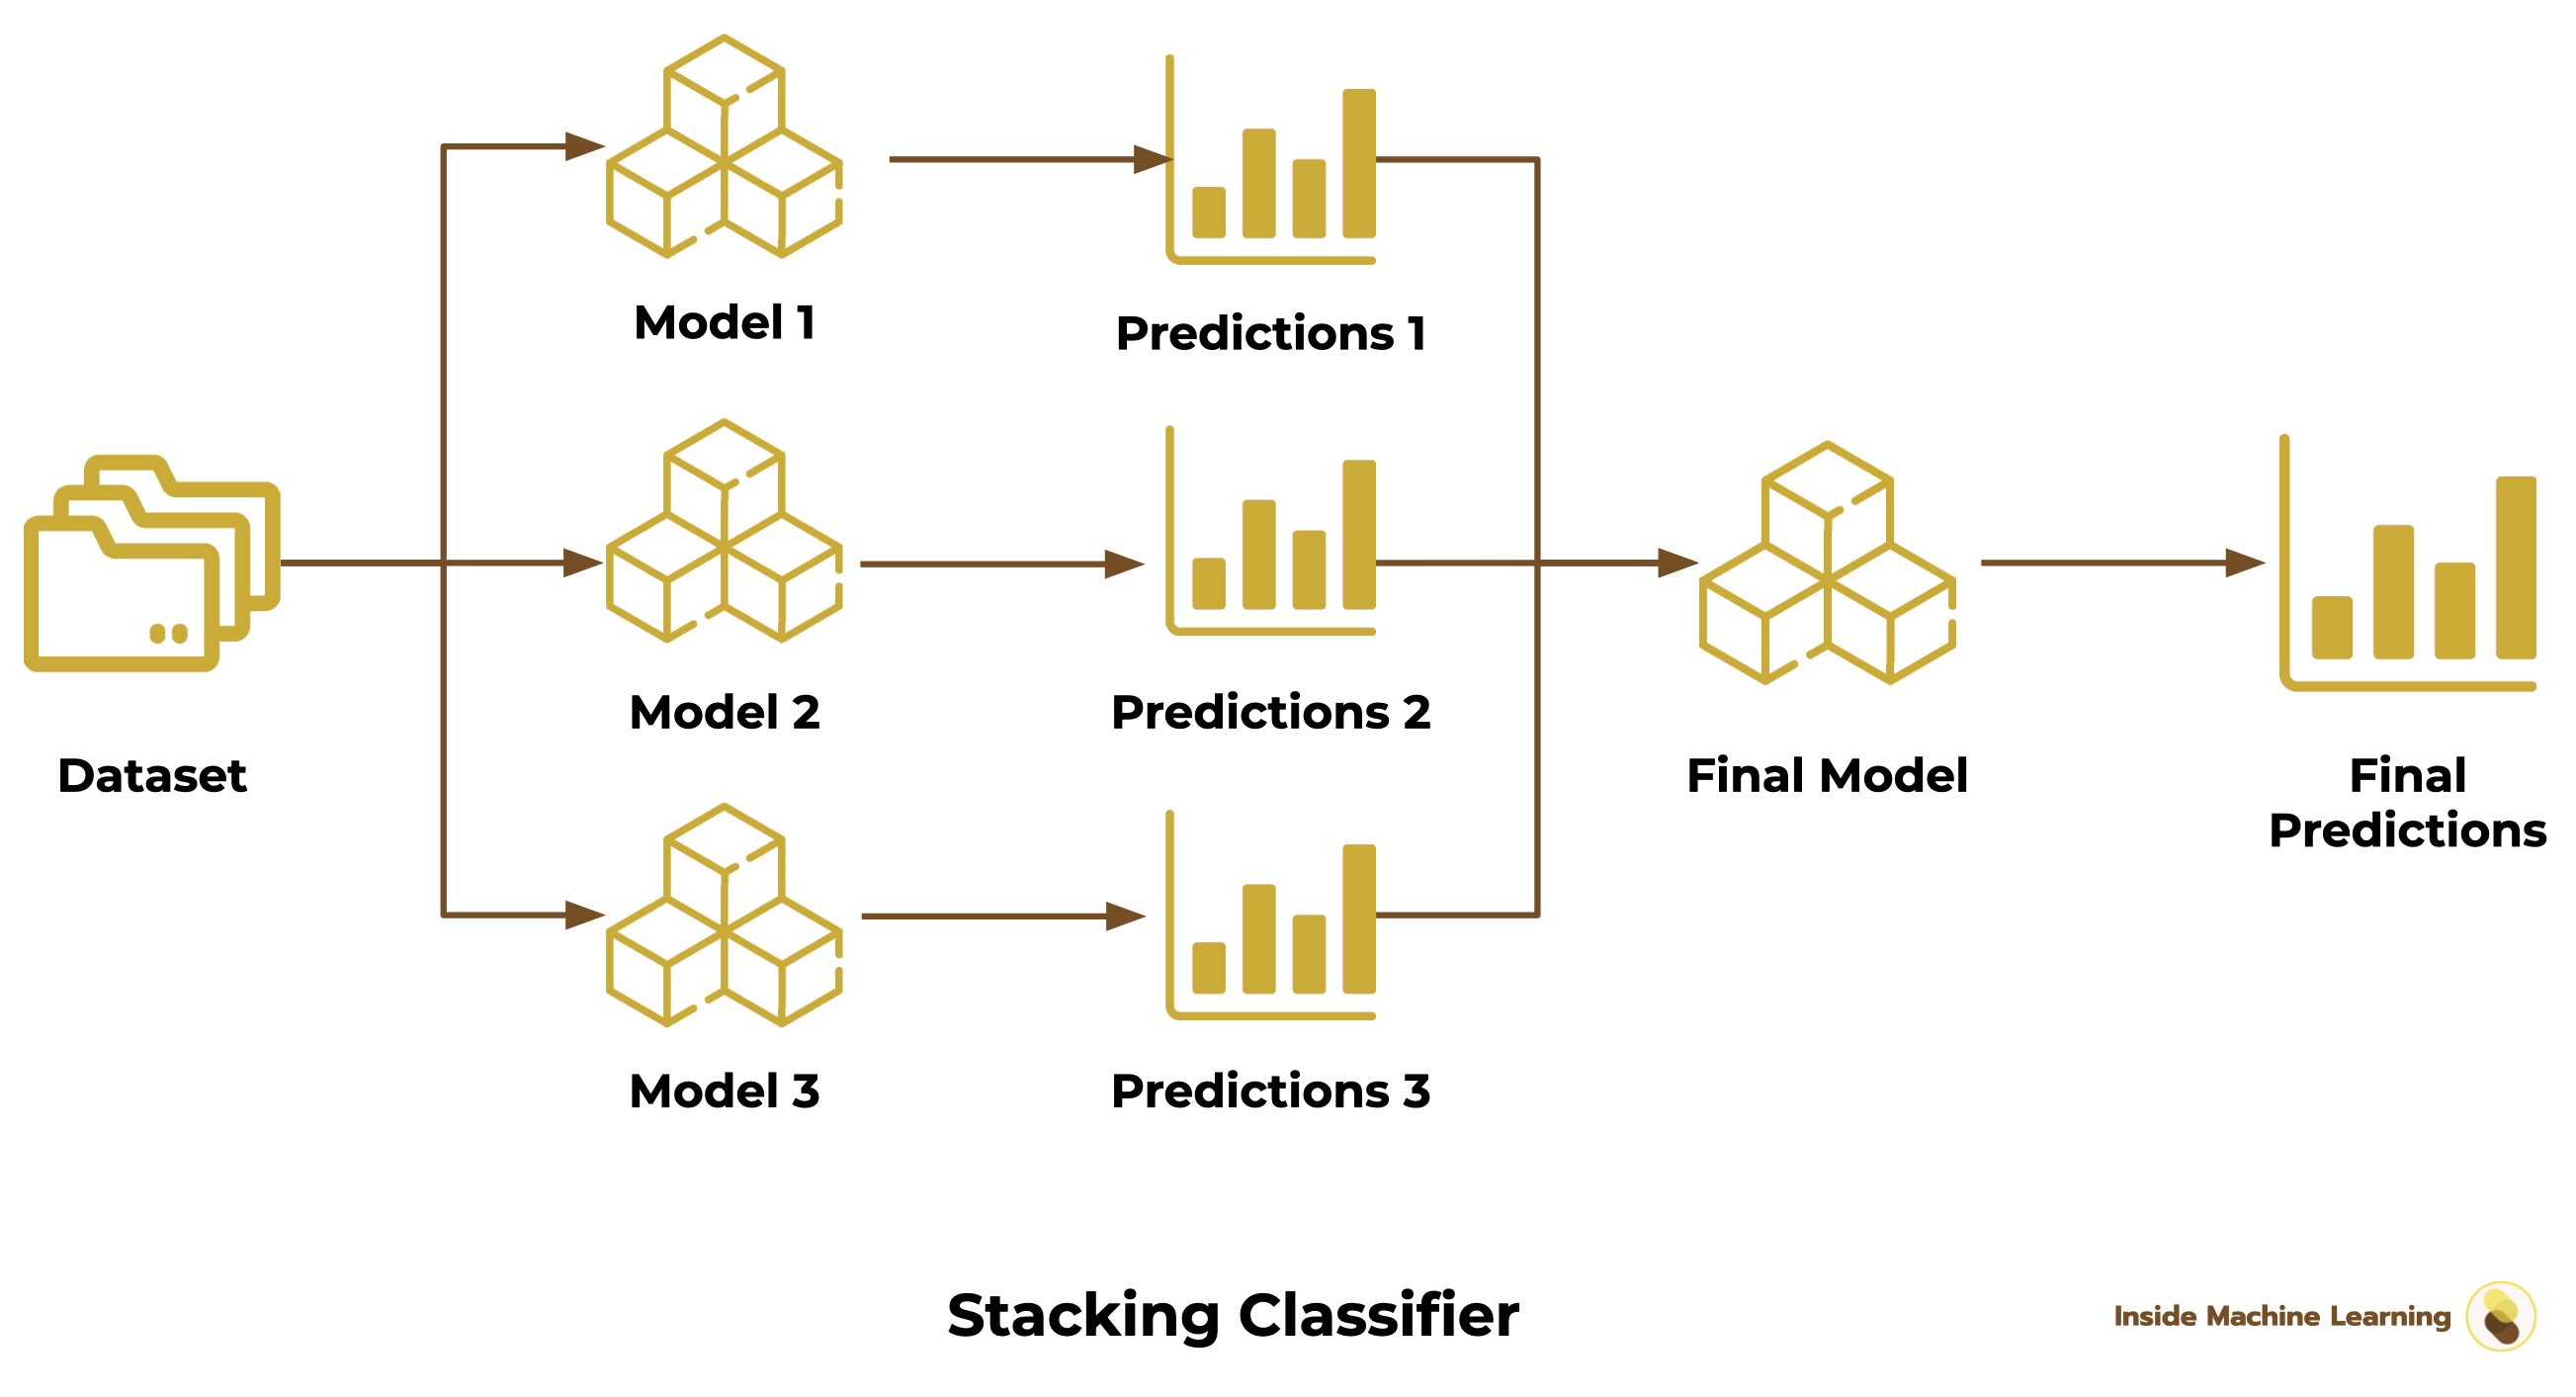 Model 1
Predictions 1
Model 2
Predictions 2
Dataset
Final Model
Final
Predictions
Model 3
Predictions 3
Stacking Classifier
Inside Machine Learning